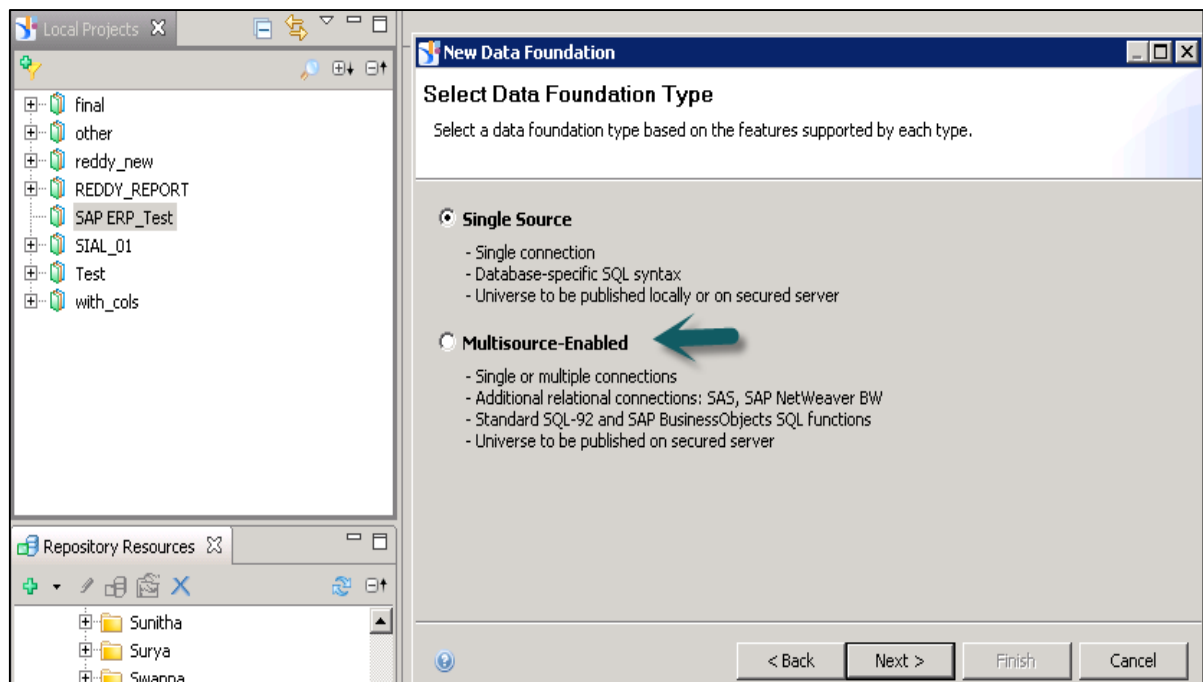 Local Projects
final
other
reddy_new
REDDY_REPORT
SAP ERP_Test
SIAL_01
Test
with_cols
Repository Resources
Sunitha
Surya
Swapna
New Data Foundation
Select Data Foundation Type
Select a data foundation type based on the features supported by each type.
Single Source
- Single connection
- Database-specific SQL syntax
- Universe to be published locally or on secured server
Multisource-Enabled
- Single or multiple connections
- Additional relational connections: SAS, SAP NetWeaver BW
- Standard SQL-92 and SAP BusinessObjects SQL functions
- Universe to be published on secured server
< Back Next > Finish Cancel